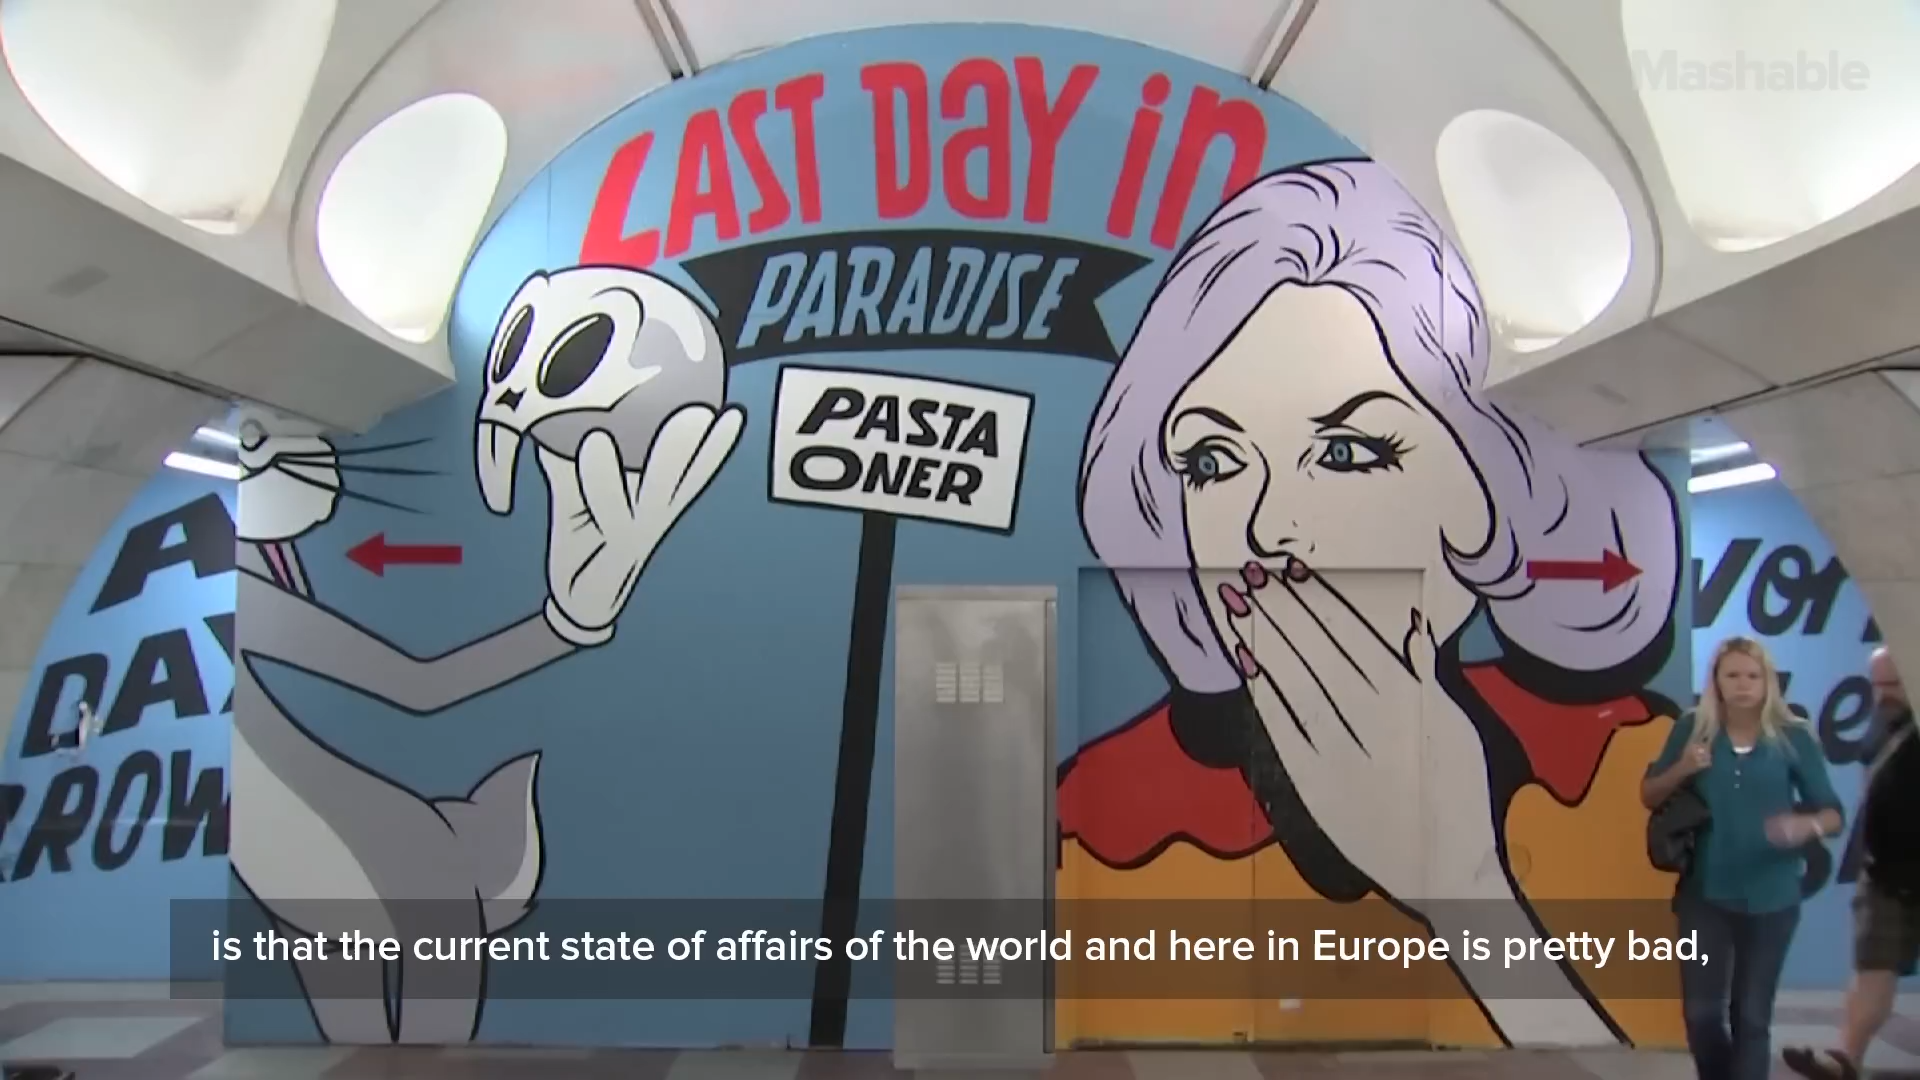 Mashable
LAST DAY in
PARADISE
PASTA
ONER
A
DAY
is that the current state of affairs of the world and here in Europe is pretty bad,